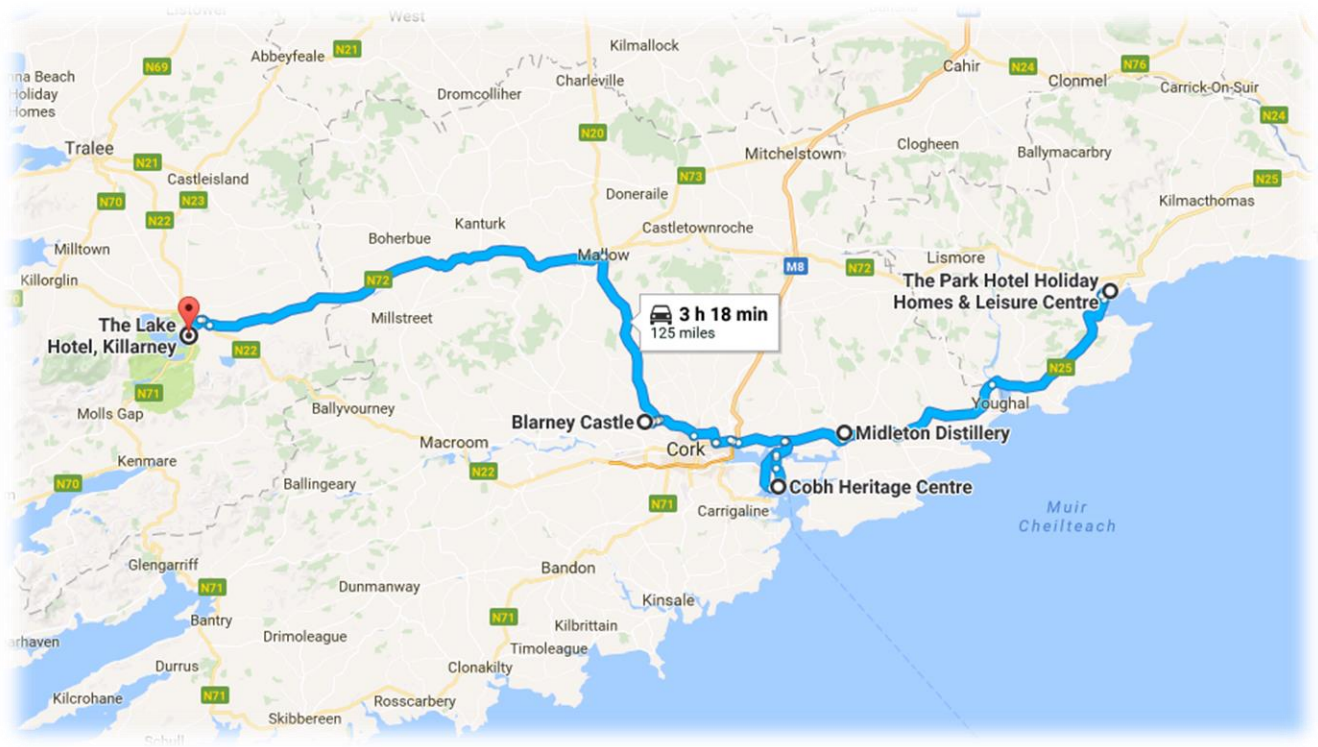 West
Abbeyfeale
N21
Kilmallock
N69
Charleville
Cahir
N24
N76
Clonmel
Carrick-On-Suir
Beach
Holiday
Homes
Dromcolliher
N24
N20
Tralee
N21
Mitchelstown
Clogheen
Ballymacarbry
Castleisland
N73
N25
N70
N23
Doneraile
Kilmacthomas
N22
Kanturk
Castletownroche
Milltown
Boherbue
Mallow
Lismore
Killorglin
N72
M8
N72
The Park Hotel Holiday
Homes & Leisure Centre
The Lake
Hotel, Killarney
Millstreet
3 h 18 min
125 miles
N22
N25
N71
Molls Gap
Ballyvourney
Youghal
Blarney Castle
Midleton Distillery
Macroom
Cork
Kenmare
N22
N70
Ballingeary
Cobh Heritage Centre
N71
Carrigaline
Muir
Cheilteach
Glengarriff
Bandon
N71
Dunmanway
Kinsale
Bantry
N71
Kilbrittain
Drimoleague
Timoleague
Durrus
Clonakilty
Kilcrohane
N71
Rosscarbery
Skibbereen